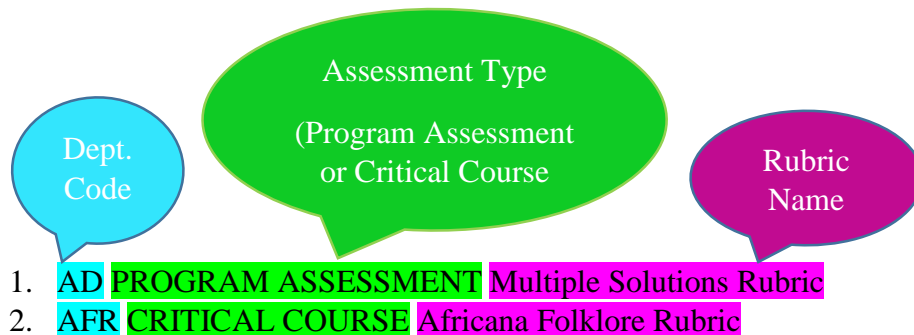 Assessment Type
(Program Assessment
or Critical Course
Dept.
Code
Rubric
Name
1. AD PROGRAM ASSESSMENT Multiple Solutions Rubric
2. AFR CRITICAL COURSE Africana Folklore Rubric